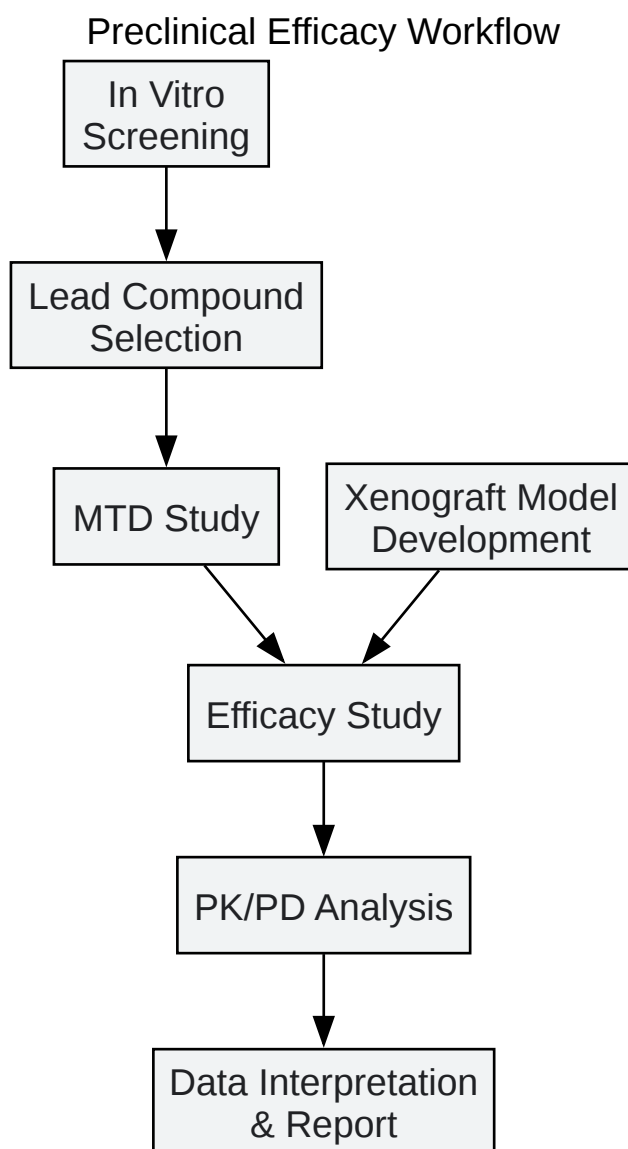 Preclinical Efficacy Workflow
In Vitro
Screening
Lead Compound
Selection
MTD Study
Xenograft Model
Development
Efficacy Study
PK/PD Analysis
Data Interpretation
& Report